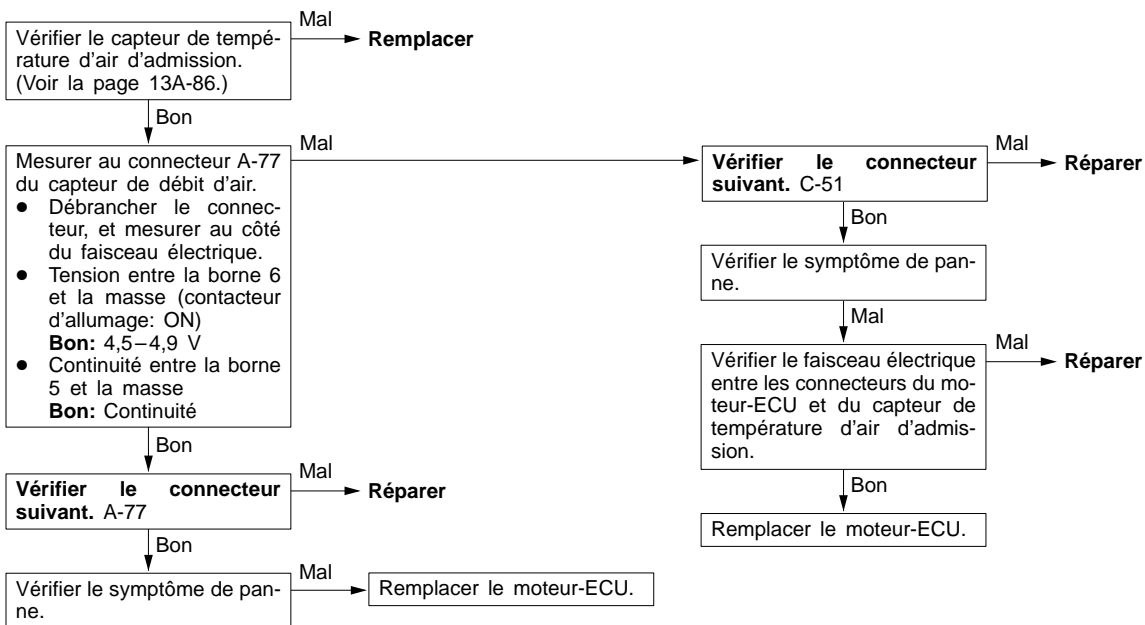 Vérifier le capteur de tempé-
rature d'air d'admission.
(Voir la page 13A-86.)
Mal
Remplacer
Bon
Mesurer au connecteur A-77
du capteur de débit d'air.
● Débrancher le connec-
teur, et mesurer au côté
du faisceau électrique.
● Tension entre la borne 6
et la masse (contacteur
d'allumage: ON)
Bon: 4,5–4,9 V
● Continuité entre la borne
5 et la masse
Bon: Continuité
Mal
Vérifier le connecteur
suivant. C-51
Mal
Réparer
Bon
Vérifier le symptôme de pan-
ne.
Mal
Vérifier le faisceau électrique
entre les connecteurs du mo-
teur-ECU et du capteur de
température d'air d'admis-
sion.
Mal
Réparer
Bon
Remplacer le moteur-ECU.
Bon
Vérifier le connecteur
suivant. A-77
Mal
Réparer
Bon
Vérifier le symptôme de pan-
ne.
Mal
Remplacer le moteur-ECU.